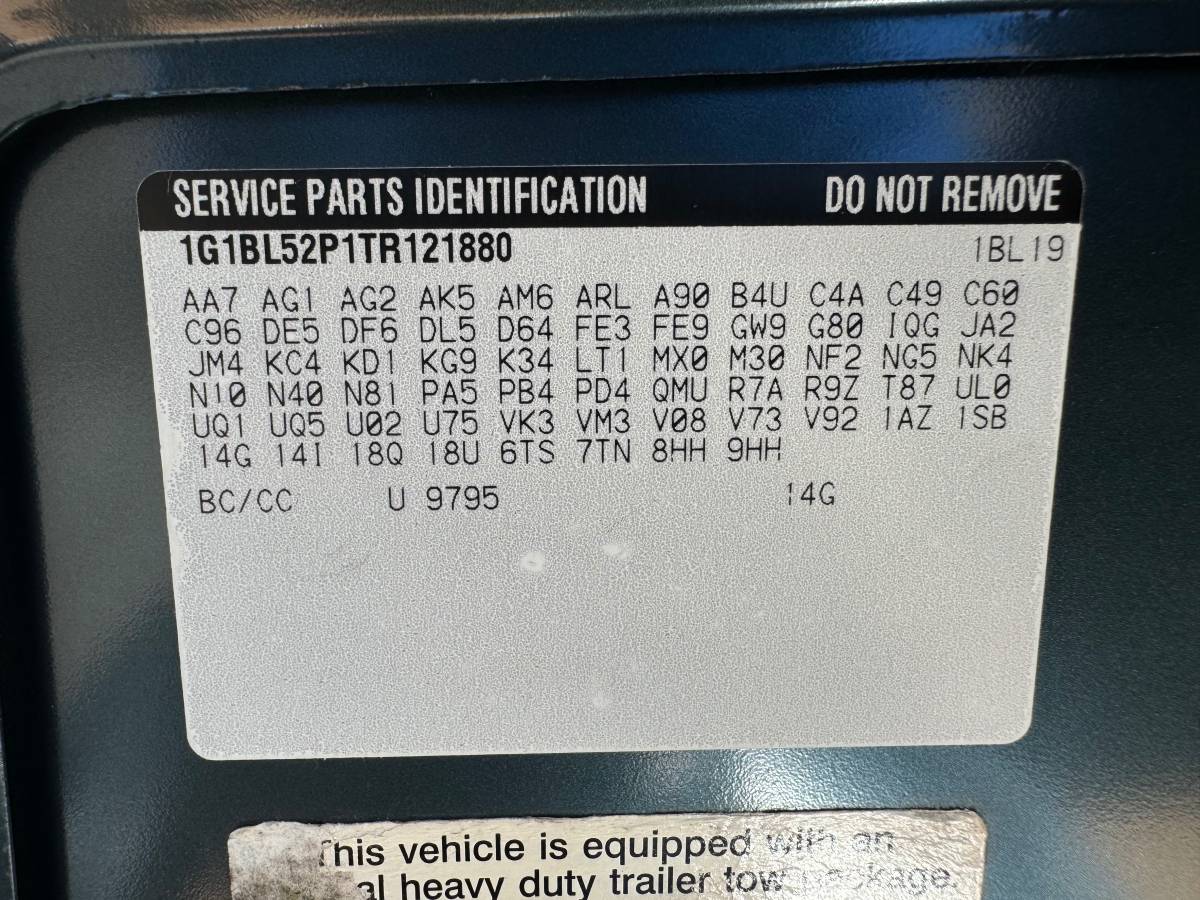 SERVICE PARTS IDENTIFICATION DO NOT REMOVE
1G1BL52P1TR121880 1BL19
AA7 AG1 AG2 AK5 AM6 ARL A90 B4U C4A C49 C60
C96 DE5 DF6 DL5 D64 FE3 FE9 GW9 G80 IQG JA2
JM4 KC4 KD1 KG9 K34 LT1 MX0 M30 NF2 NG5 NK4
N10 N40 N81 PA5 PB4 PD4 QMU R7A R9Z T87 UL0
UQ1 UQ5 U02 U75 VK3 VM3 V08 V73 V92 1AZ 1SB
14G 14I 18Q 18U 6TS 7TN 8HH 9HH
BC/CC U 9795 14G
This vehicle is equipped with an
heavy duty trailer tow package.